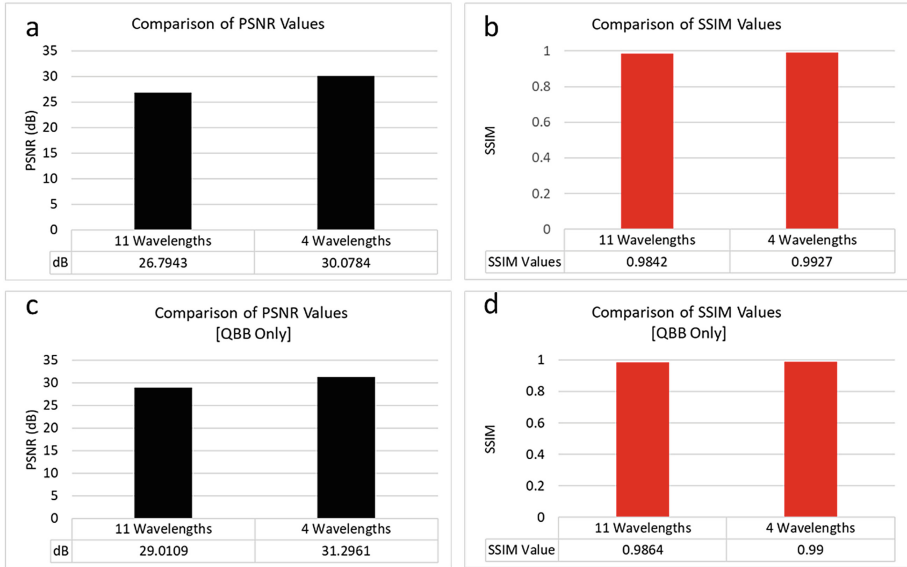 a
Comparison of PSNR Values
35
30
25
20
15
10
5
0
PSNR (dB)
11 Wavelengths 4 Wavelengths
dB 26.7943 30.0784
b
Comparison of SSIM Values
1
0.8
0.6
0.4
0.2
0
SSIM
11 Wavelengths 4 Wavelengths
SSIM Values 0.9842 0.9927
c
Comparison of PSNR Values
[QBB Only]
35
30
25
20
15
10
5
0
PSNR (dB)
11 Wavelengths 4 Wavelengths
dB 29.0109 31.2961
d
Comparison of SSIM Values
[QBB Only]
1
0.8
0.6
0.4
0.2
0
SSIM
11 Wavelengths 4 Wavelengths
SSIM Value 0.9864 0.99